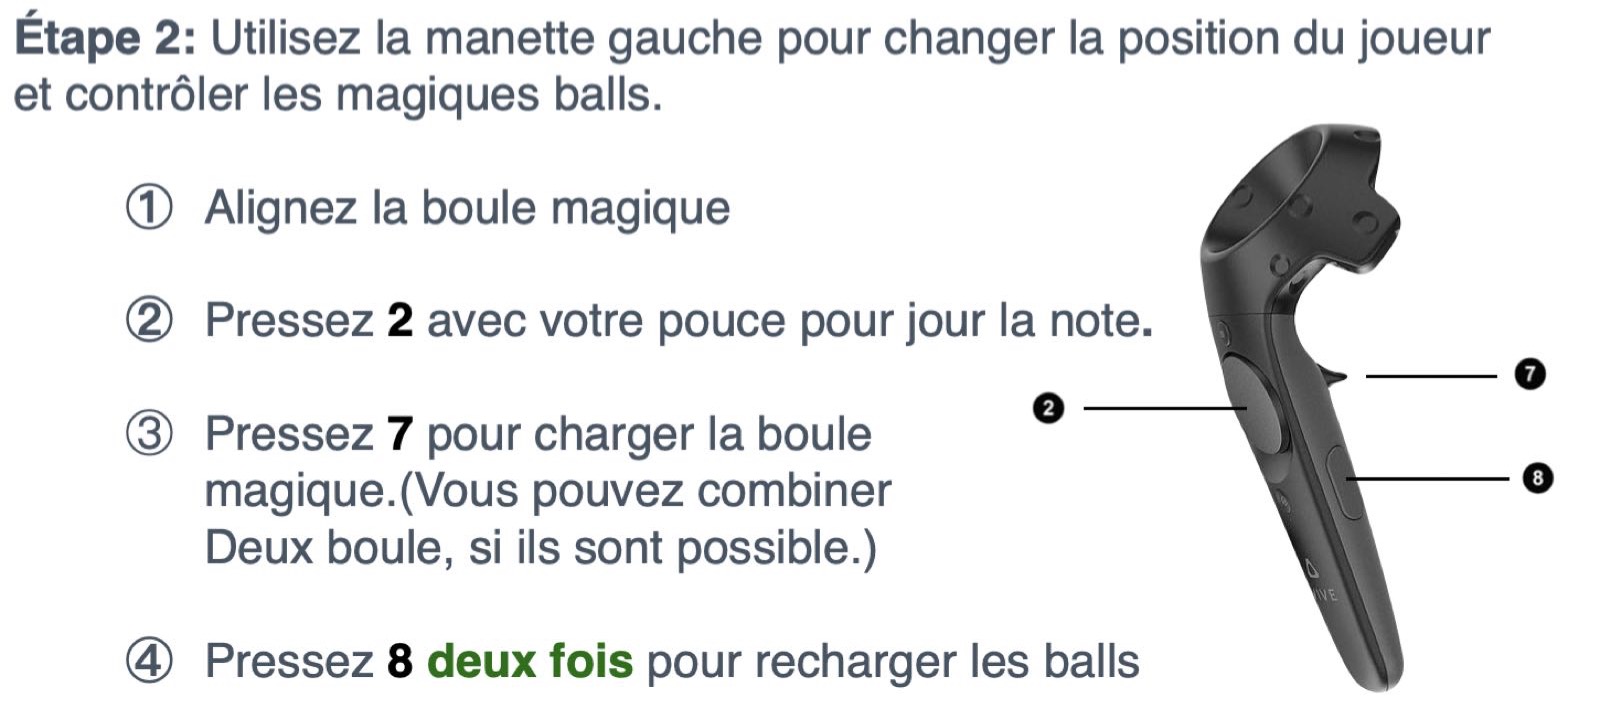 Étape 2: Utilisez la manette gauche pour changer la position du joueur
et contrôler les magiques balls.
① Alignez la boule magique
② Pressez 2 avec votre pouce pour jour la note.
③ Pressez 7 pour charger la boule
magique.(Vous pouvez combiner
Deux boule, si ils sont possible.)
④ Pressez 8 deux fois pour recharger les balls
2
7
8
VIVE